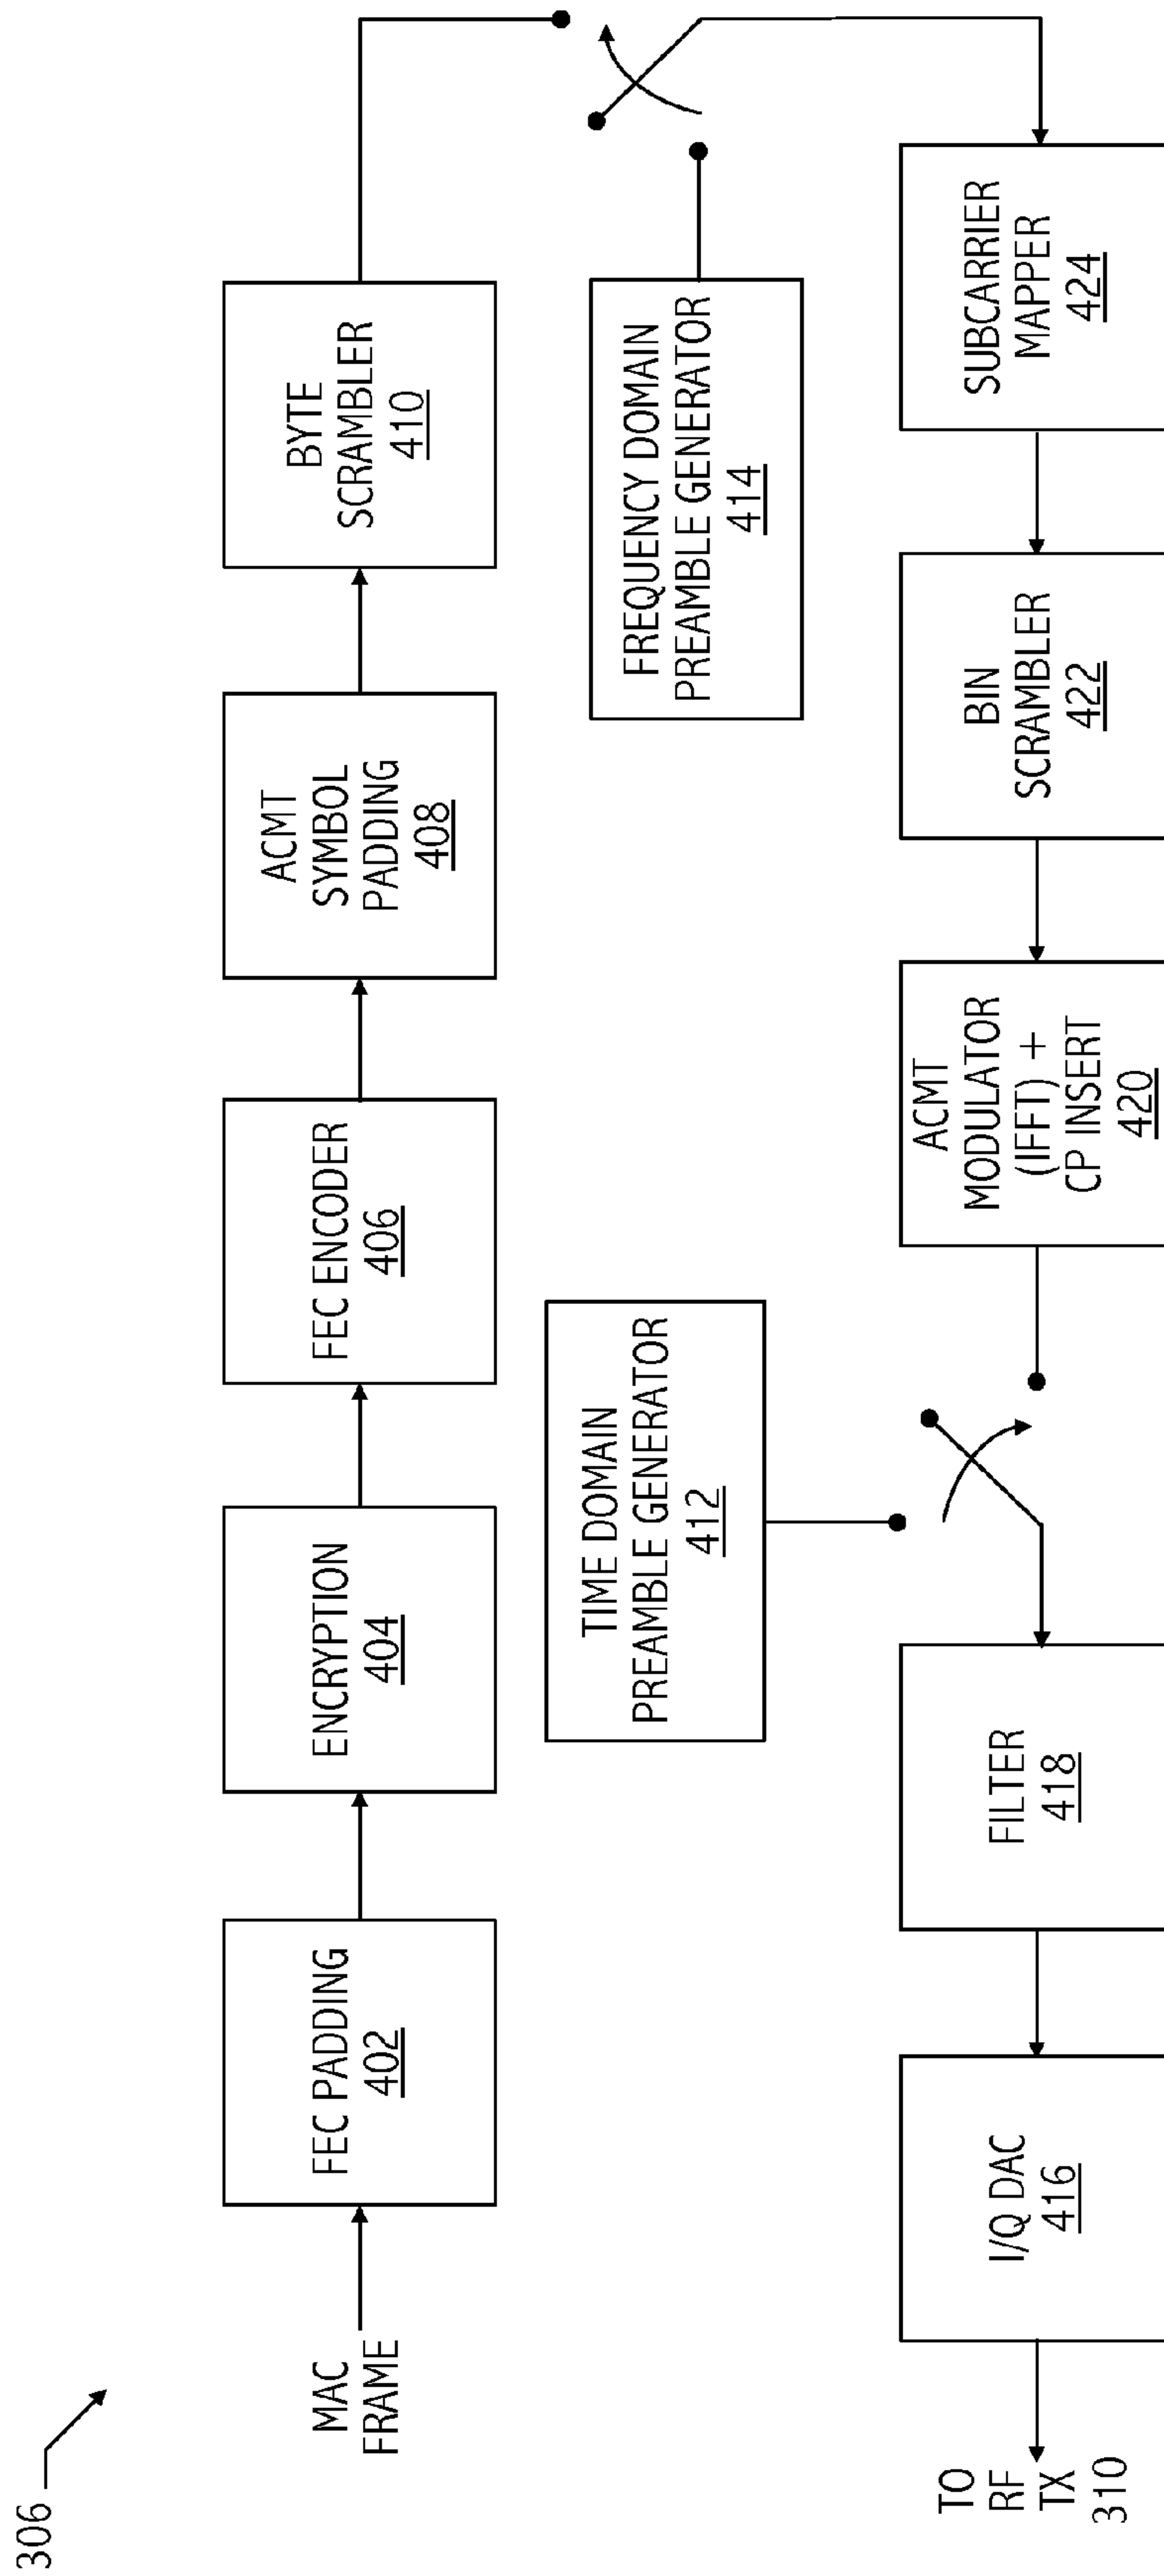 306
MAC
FRAME
FEC PADDING
402
ENCRYPTION
404
FEC ENCODER
406
ACMT
SYMBOL
PADDING
408
BYTE
SCRAMBLER
410
TIME DOMAIN
PREAMBLE GENERATOR
412
FREQUENCY DOMAIN
PREAMBLE GENERATOR
414
TO
RF
TX
310
I/Q DAC
416
FILTER
418
ACMT
MODULATOR
(IFFT) +
CP INSERT
420
BIN
SCRAMBLER
422
SUBCARRIER
MAPPER
424